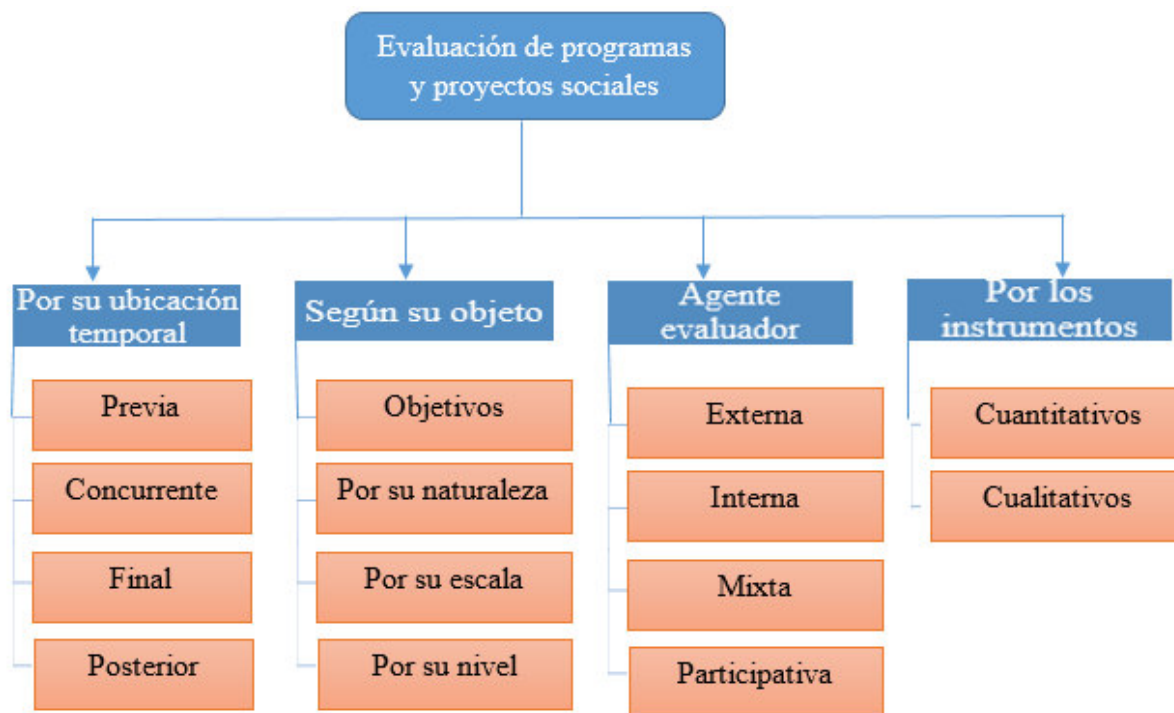 Evaluación de programas
y proyectos sociales
Por su ubicación
temporal
Previa
Concurrente
Final
Posterior
Según su objeto
Objetivos
Por su naturaleza
Por su escala
Por su nivel
Agente
evaluador
Externa
Interna
Mixta
Participativa
Por los
instrumentos
Cuantitativos
Cualitativos